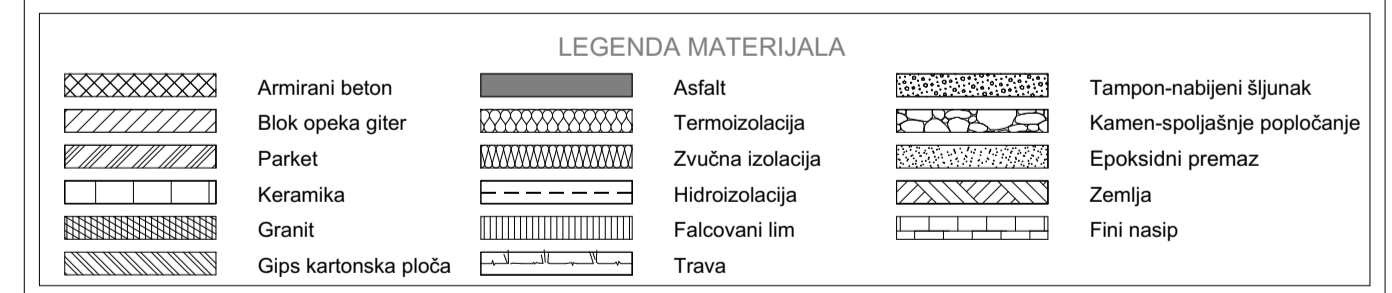 LEGENDA MATERIJALA
Armirani beton
Blok opeka giter
Parket
Keramika
Granit
Gips kartonska ploča
Asfalt
Termoizolacija
Zvučna izolacija
Hidroizolacija
Falcovani lim
Trava
Tampon-nabijeni šljunak
Kamen-spoljašnje popločanje
Epoksidni premaz
Zemlja
Fini nasip